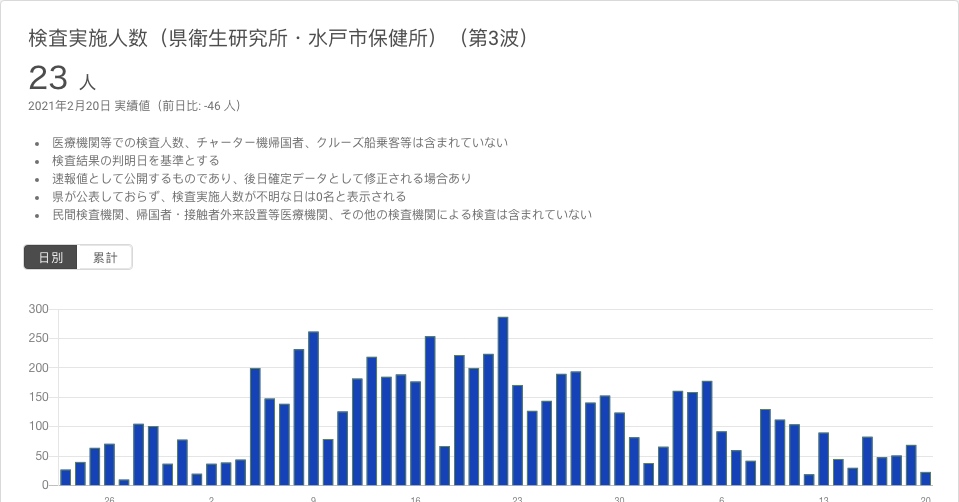 検査実施人数（県衛生研究所・水戸市保健所）（第3波）
23 人
2021年2月20日 実績値（前日比: -46 人）
• 医療機関等での検査人数、チャーター機帰国者、クルーズ船乗客等は含まれていない
• 検査結果の判明日を基準とする
• 速報値として公開するものであり、後日確定データとして修正される場合あり
• 県が公表しておらず、検査実施人数が不明な日は0名と表示される
• 民間検査機関、帰国者・接触者外来設置等医療機関、その他の検査機関による検査は含まれていない
日別 累計
300
250
200
150
100
50
0
26 2 9 16 23 30 6 13 20